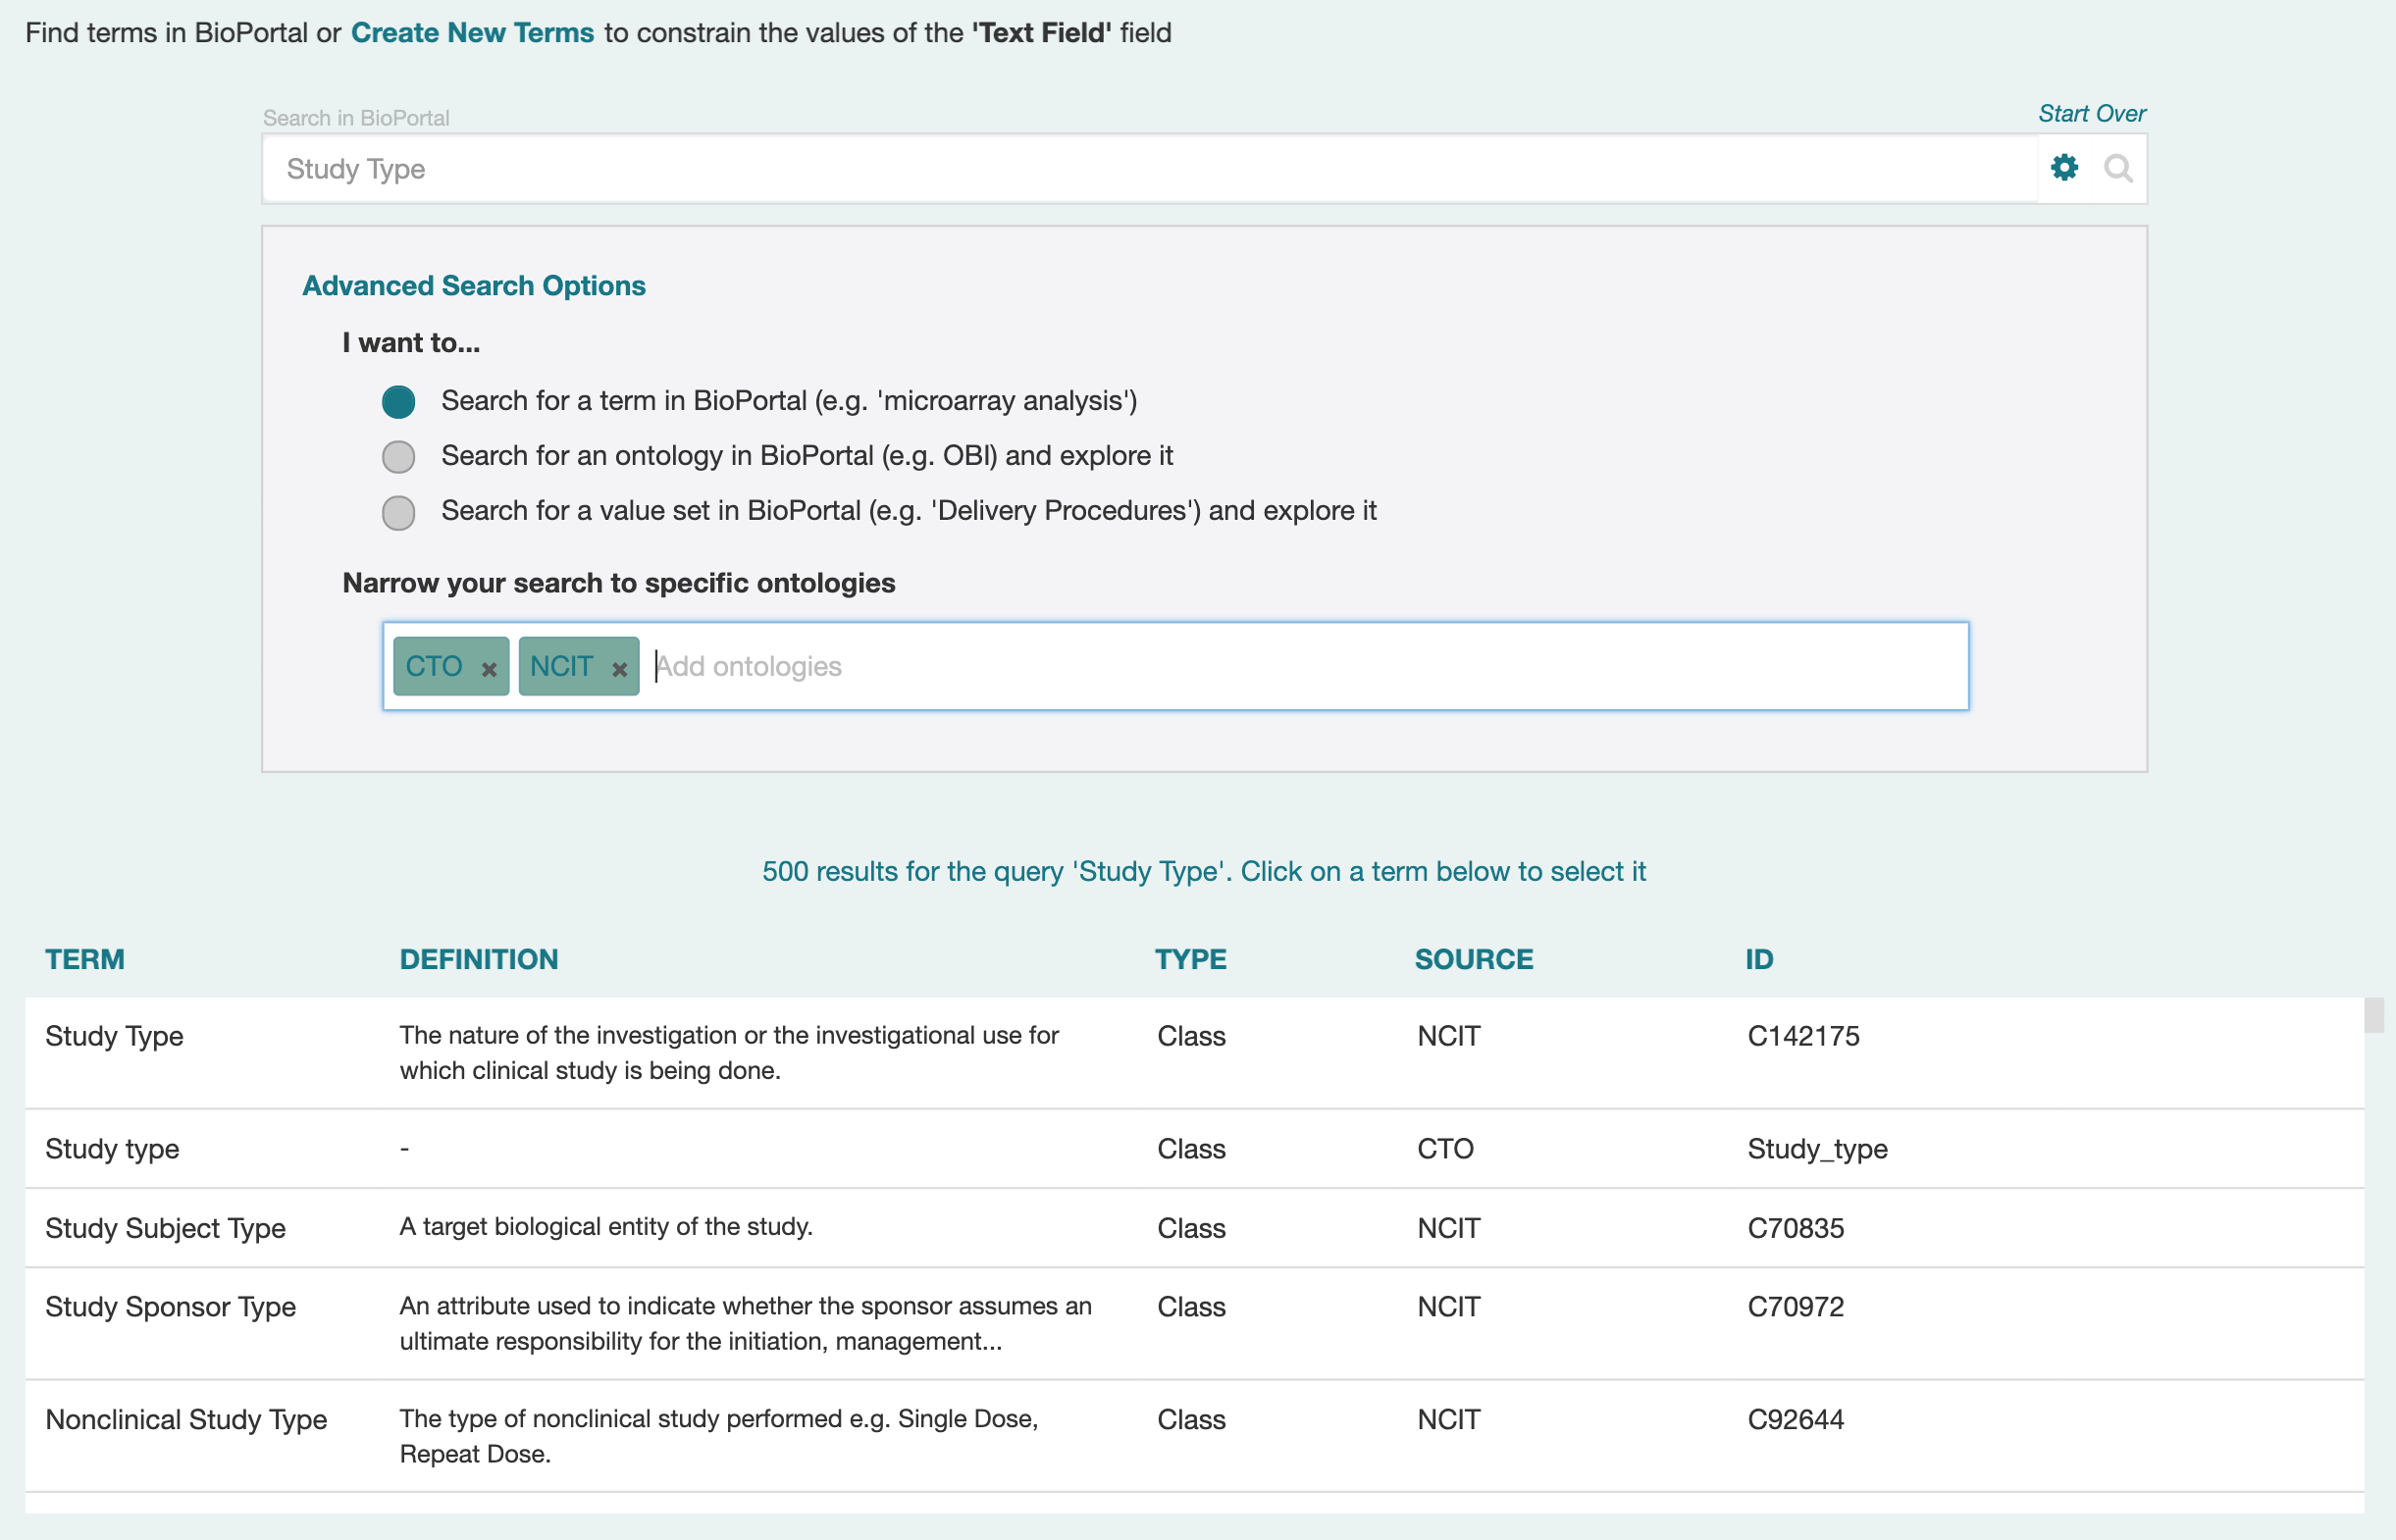 Find terms in BioPortal or Create New Terms to constrain the values of the 'Text Field' field
Search in BioPortal
Start Over
Study Type
Advanced Search Options
I want to...
Search for a term in BioPortal (e.g. 'microarray analysis')
Search for an ontology in BioPortal (e.g. OBI) and explore it
Search for a value set in BioPortal (e.g. 'Delivery Procedures') and explore it
Narrow your search to specific ontologies
CTO × NCIT × Add ontologies
500 results for the query 'Study Type'. Click on a term below to select it
TERM DEFINITION TYPE SOURCE ID
Study Type The nature of the investigation or the investigational use for Class NCIT C142175
which clinical study is being done.
Study type - Class CTO Study_type
Study Subject Type A target biological entity of the study. Class NCIT C70835
Study Sponsor Type An attribute used to indicate whether the sponsor assumes an Class NCIT C70972
ultimate responsibility for the initiation, management...
Nonclinical Study Type The type of nonclinical study performed e.g. Single Dose, Class NCIT C92644
Repeat Dose.